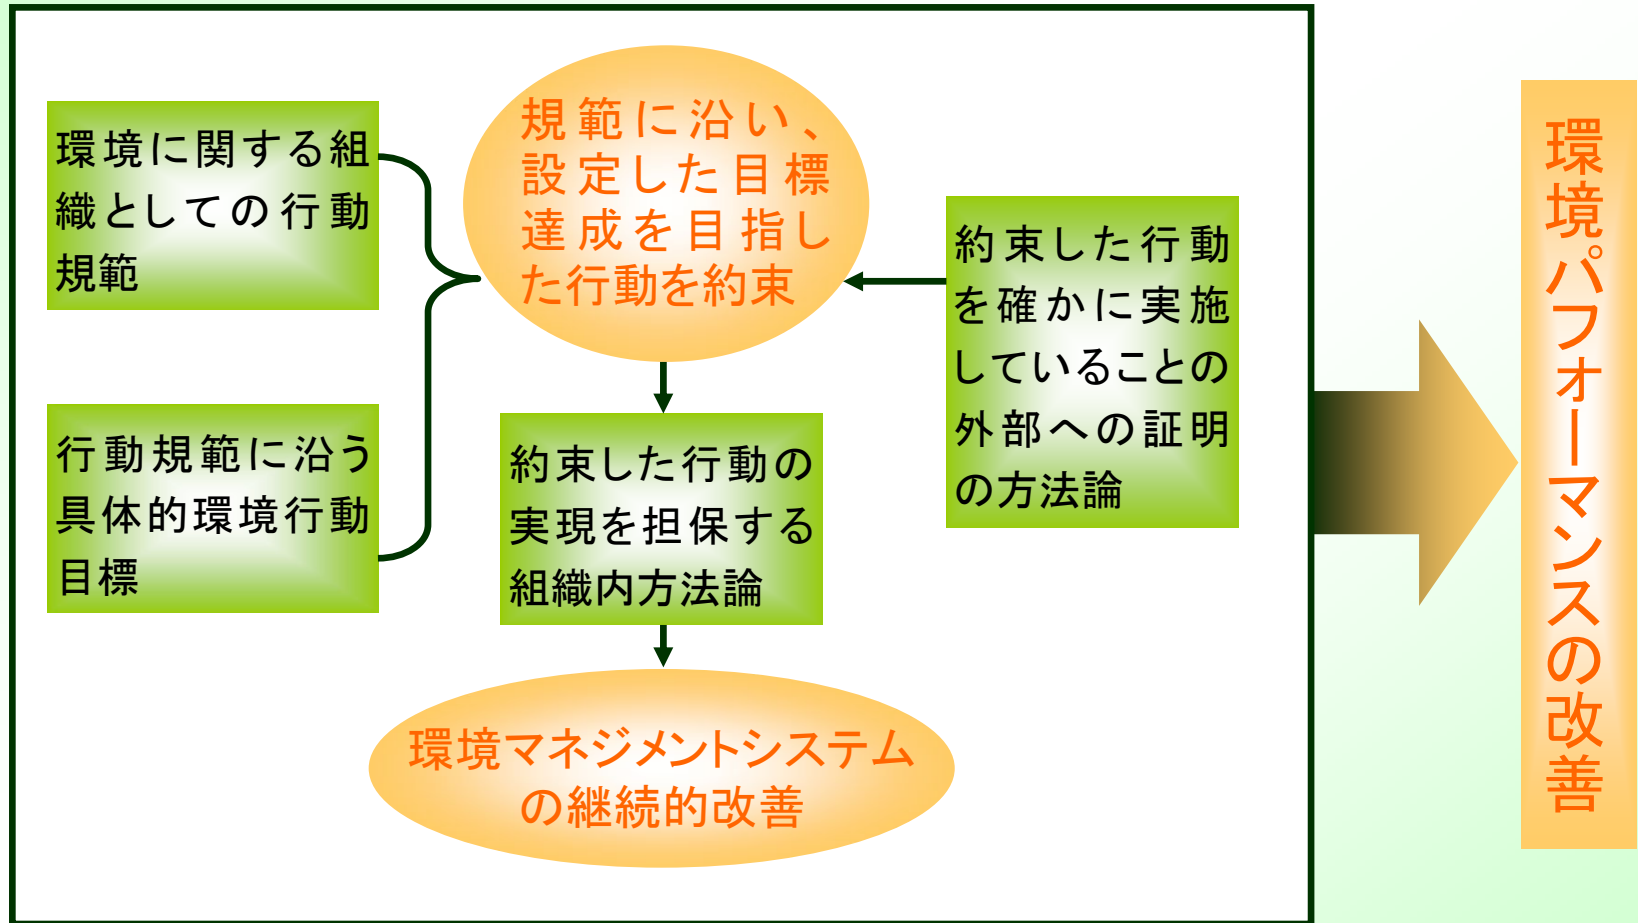 環境に関する組
織としての行動
規範
行動規範に沿う
具体的環境行動
目標
規範に沿い、
設定した目標
達成を目指し
た行動を約束
約束した行動の
実現を担保する
組織内方法論
環境マネジメントシステム
の継続的改善
約束した行動
を確かに実施
していることの
外部への証明
の方法論
環境パフォーマンスの改善